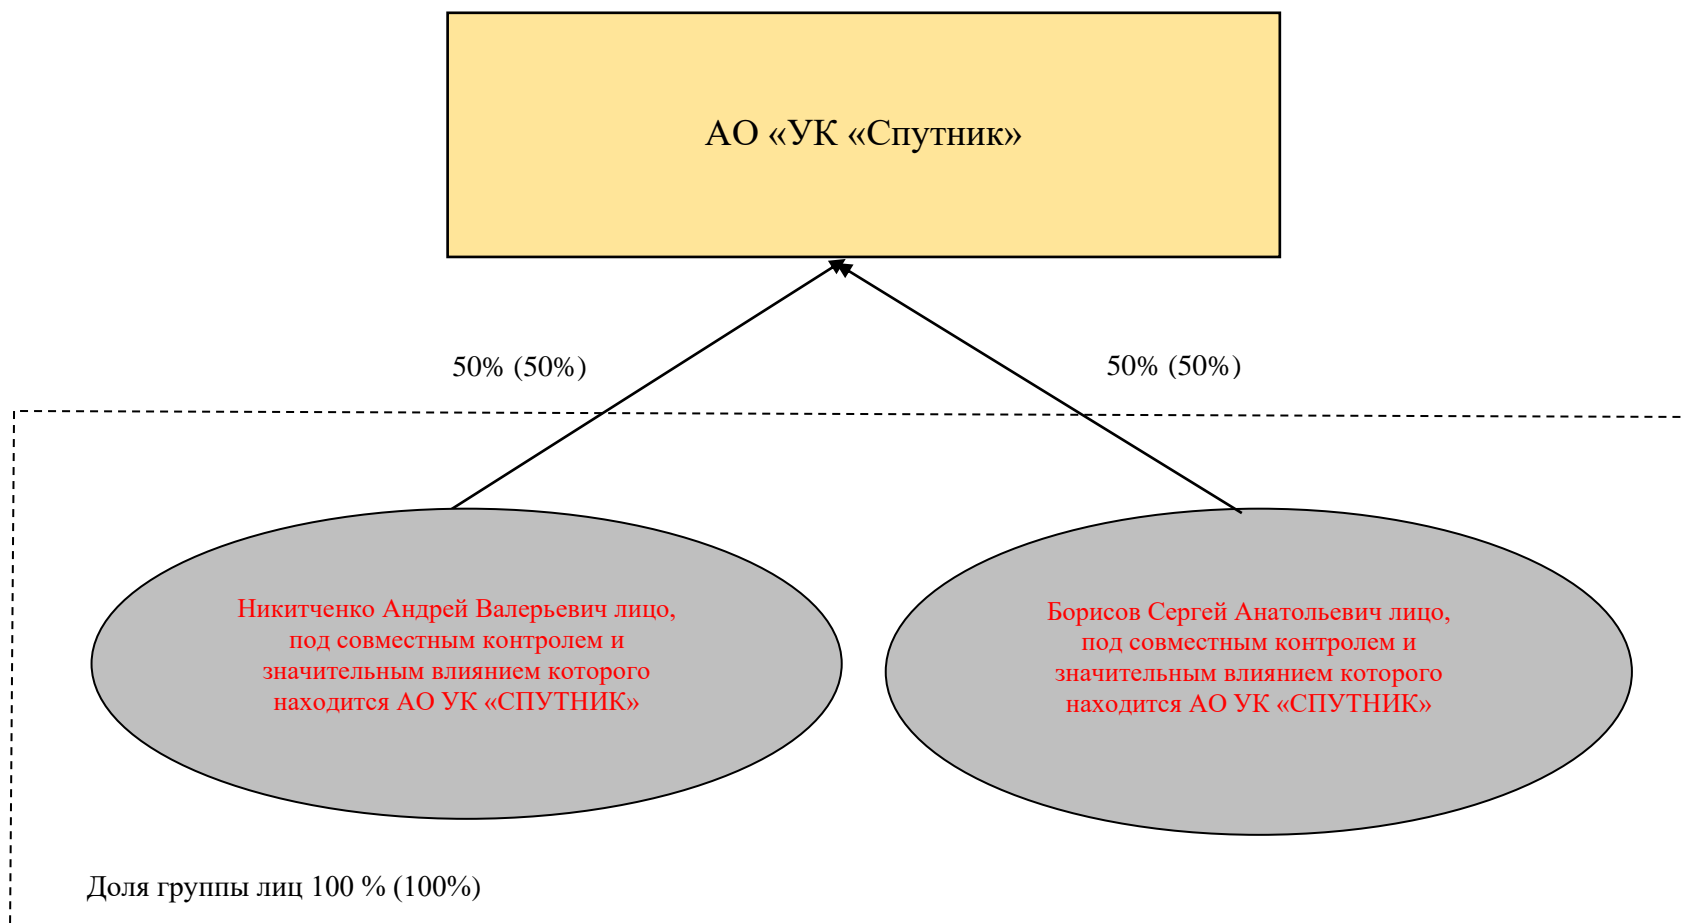 АО «УК «Спутник»
50% (50%)
50% (50%)
Никитченко Андрей Валерьевич лицо,
под совместным контролем и
значительным влиянием которого
находится АО УК «СПУТНИК»
Борисов Сергей Анатольевич лицо,
под совместным контролем и
значительным влиянием которого
находится АО УК «СПУТНИК»
Доля группы лиц 100 % (100%)